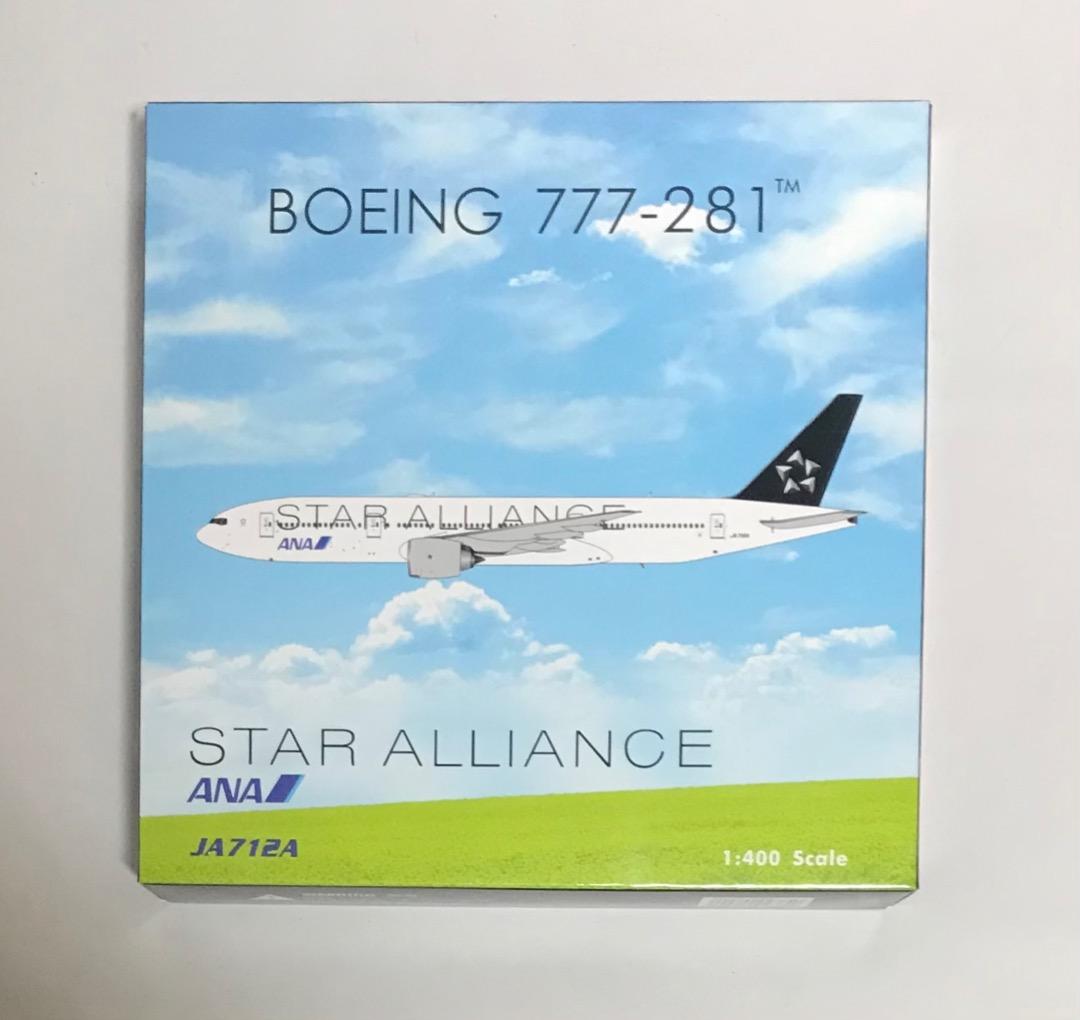 BOEING 777-281™
STAR ALLIANCE
ANA
STAR ALLIANCE
ANA
JA712A
1:400 Scale